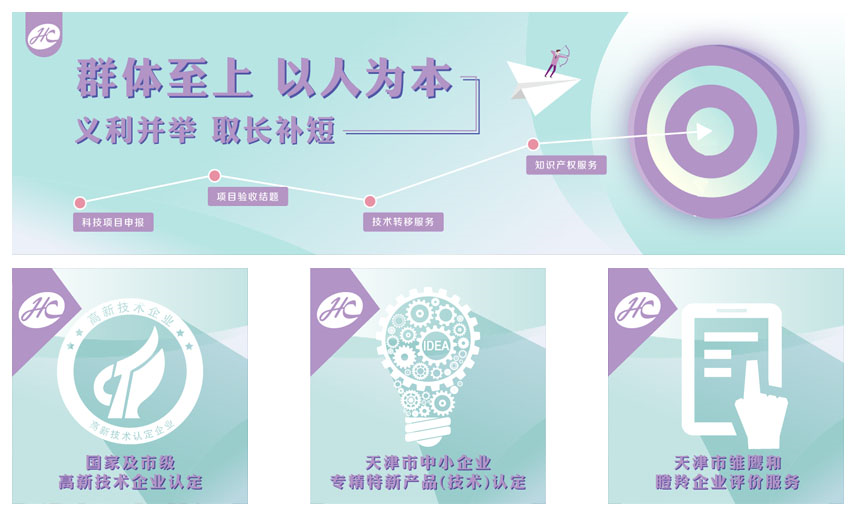 HC
群体至上 以人为本
义利并举 取长补短
科技项目申报
项目验收结题
技术转移服务
知识产权服务
HC
高新技术企业
高新技术认定企业
国家及市级
高新技术企业认定
HC
IDEA
天津市中小企业
专精特新产品(技术)认定
HC
天津市雏鹰和
瞪羚企业评价服务